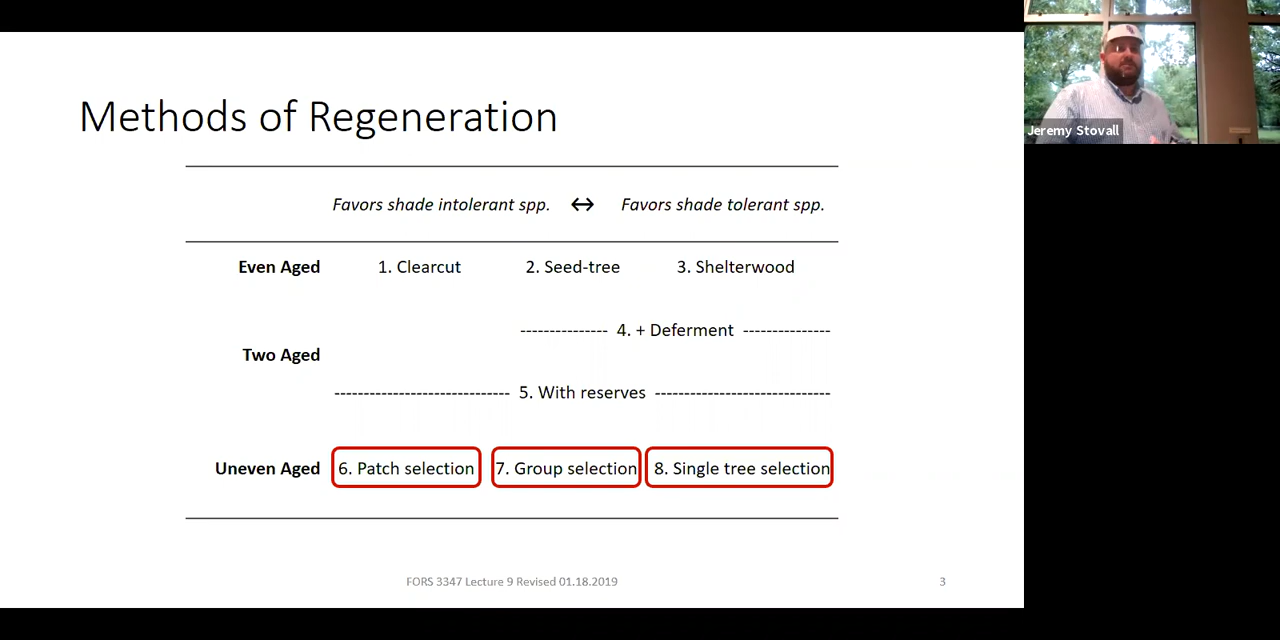 Methods of Regeneration
Favors shade intolerant spp. ↔ Favors shade tolerant spp.
Even Aged 1. Clearcut 2. Seed-tree 3. Shelterwood
--------------- 4. + Deferment ---------------
Two Aged
------------------------------ 5. With reserves ------------------------------
Uneven Aged 6. Patch selection 7. Group selection 8. Single tree selection
FORS 3347 Lecture 9 Revised 01.18.2019 3
Jeremy Stovall